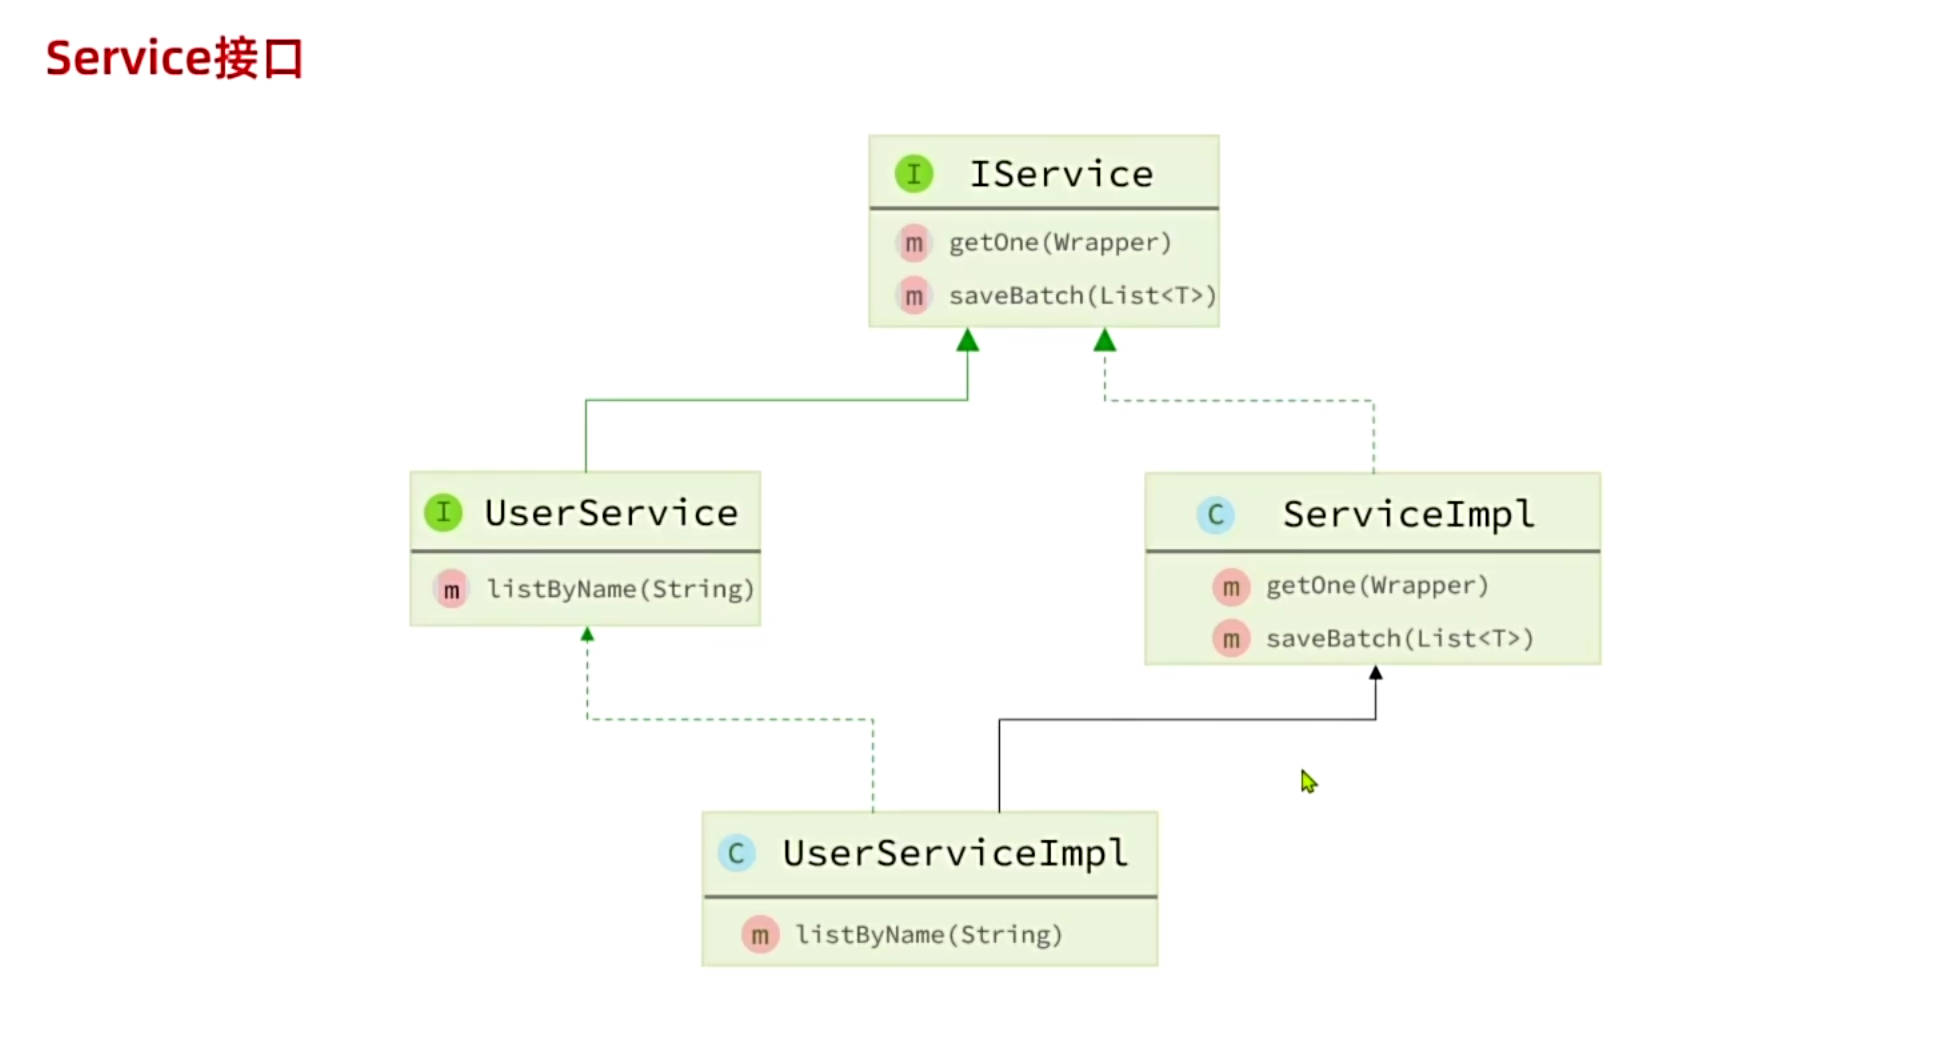 Service接口
I IService
m getOne(Wrapper)
m saveBatch(List<T>)
I UserService
m listByName(String)
C ServiceImpl
m getOne(Wrapper)
m saveBatch(List<T>)
C UserServiceImpl
m listByName(String)